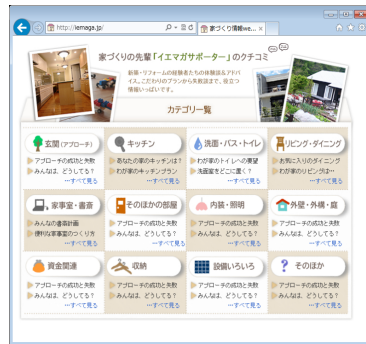 http://iemaga.jp/
家づくり情報we...
家づくりの先輩「イエマガサポーター」のクチコミ
新築・リフォームの経験者たちの体験談&アドバ
イス。こだわりのプランから失敗談まで、役立つ
情報いっぱいです。
カテゴリ一覧
玄関(アプローチ)
キッチン
洗面・バス・トイレ
リビング・ダイニング
アプローチの成功と失敗
あなたの家のキッチンは!
わが家のトイレへの要望
お気に入りのダイニング
みんなは、どうしてる?
わが家のキッチンプラン
洗面室をどこに置く?
わが家のリビングは…
…すべて見る
…すべて見る
…すべて見る
…すべて見る
家事室・書斎
そのほかの部屋
内装・照明
外壁・外構・庭
みんなの書斎計画
アプローチの成功と失敗
アプローチの成功と失敗
アプローチの成功と失敗
便利な家事室のつくり方
みんなは、どうしてる?
みんなは、どうしてる?
みんなは、どうしてる?
…すべて見る
…すべて見る
…すべて見る
…すべて見る
資金関連
収納
設備いろいろ
そのほか
アプローチの成功と失敗
アプローチの成功と失敗
アプローチの成功と失敗
アプローチの成功と失敗
みんなは、どうしてる?
みんなは、どうしてる?
みんなは、どうしてる?
みんなは、どうしてる?
…すべて見る
…すべて見る
…すべて見る
…すべて見る